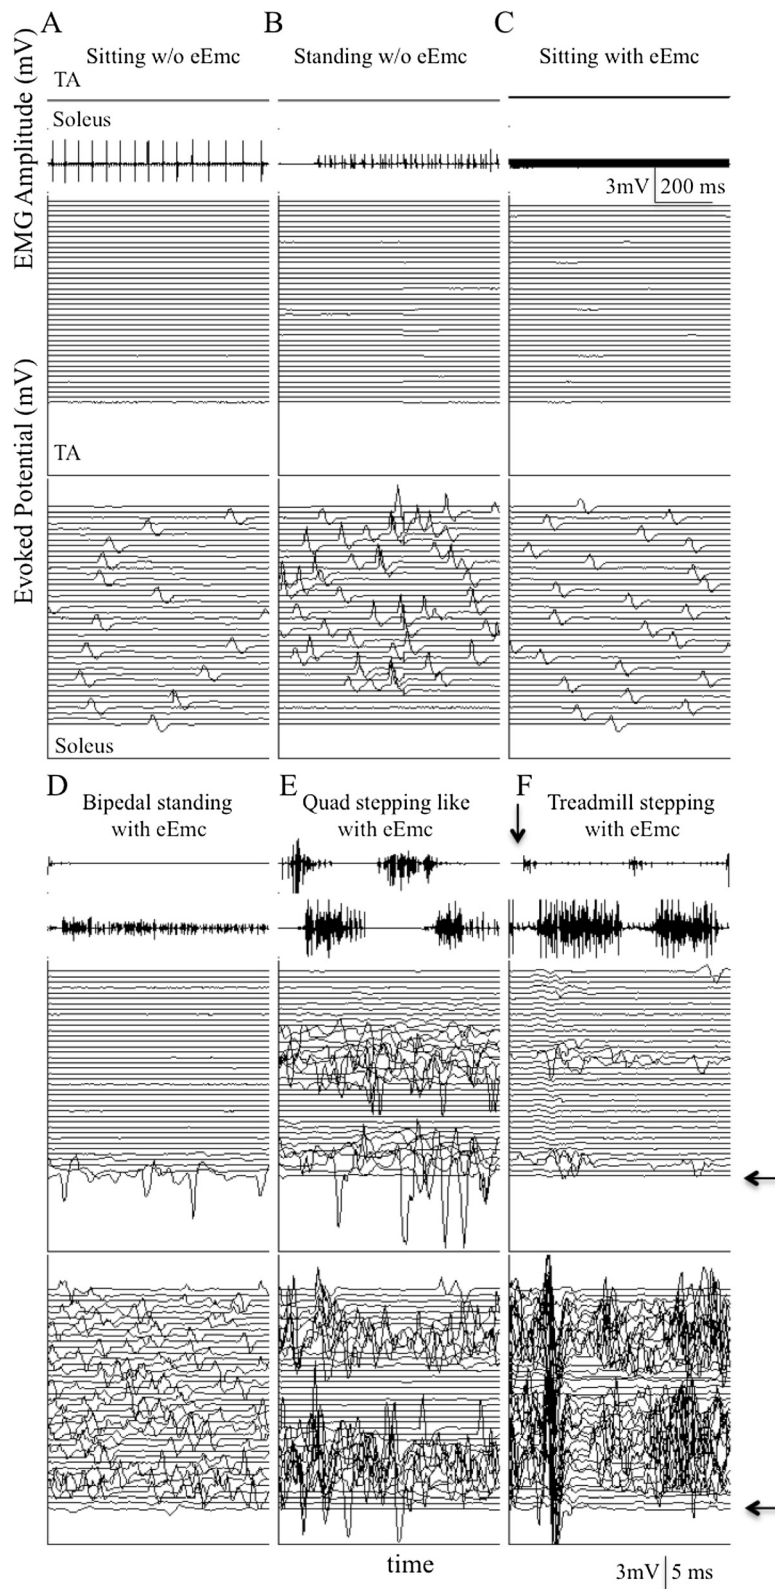 A
B
C
Sitting w/o eEmc
Standing w/o eEmc
Sitting with eEmc
EMG Amplitude (mV)
TA
Soleus
3mV 200 ms
Evoked Potential (mV)
TA
Soleus
D
E
F
Bipedal standing
with eEmc
Quad stepping like
with eEmc
Treadmill stepping
with eEmc
time
3mV 5 ms